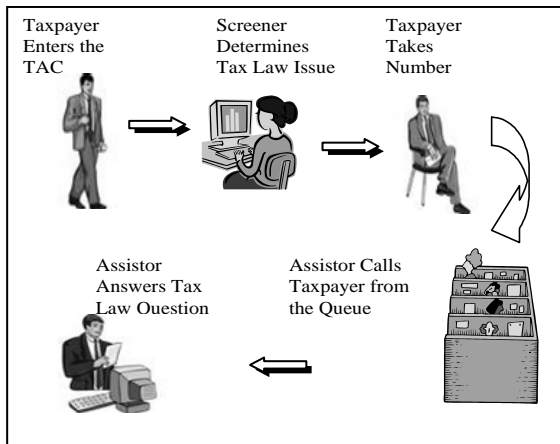 Taxpayer
Enters the
TAC
Screener
Determines
Tax Law Issue
Taxpayer
Takes
Number
Assistor
Answers Tax
Law Ouestion
Assistor Calls
Taxpayer from
the Queue